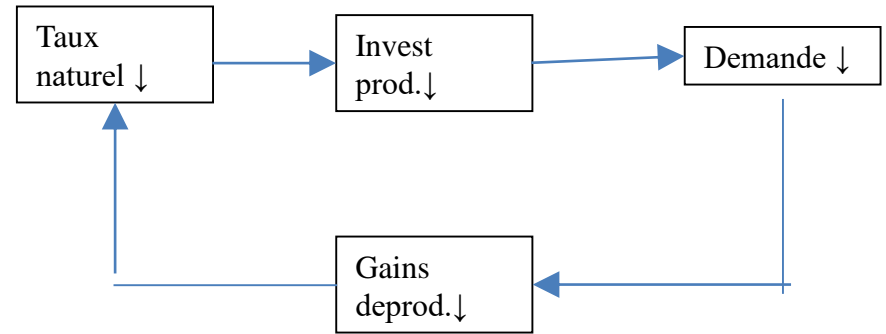 Taux
naturel ↓
Invest
prod.↓
Demande ↓
Gains
deprod.↓